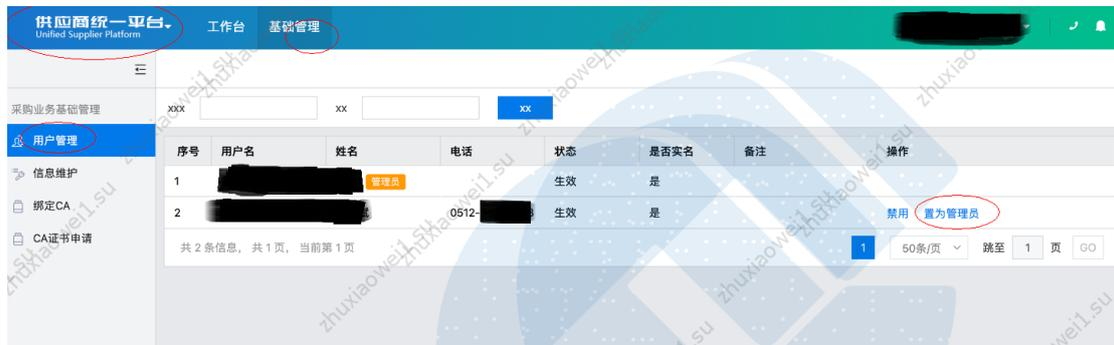 供应商统一平台
Unified Supplier Platform
工作台 基础管理
采购业务基础管理
用户管理
信息维护
绑定CA
CA证书申请
xxx xx xx
序号 用户名 姓名 电话 状态 是否实名 备注 操作
1 管理员 生效 是
2 0512- 生效 是 禁用 置为管理员
共 2 条信息, 共 1 页, 当前第 1 页 1 50条/页 跳至 1 页 GO
zhuxiaowei1.su